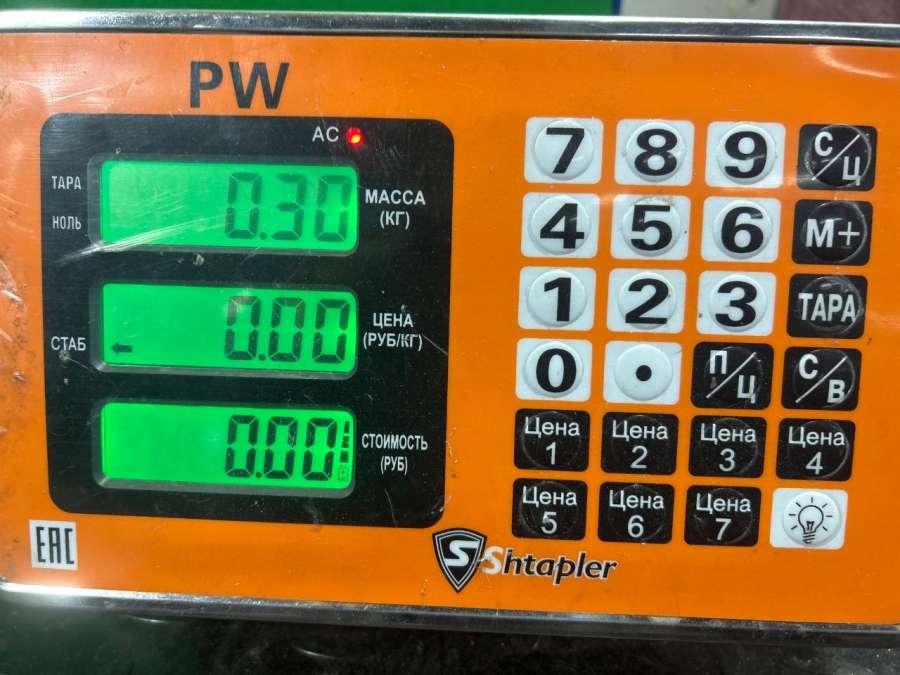 PW
AC
ТАРА
НОЛЬ
0.30
МАССА
(КГ)
СТАБ
0.00
ЦЕНА
(РУБ/КГ)
0.00
СТОИМОСТЬ
(РУБ)
7 8 9 С/Ц
4 5 6 М+
1 2 3 ТАРА
0 . П/Ц С/В
Цена 1 Цена 2 Цена 3 Цена 4
Цена 5 Цена 6 Цена 7
EAC
S Shtapler